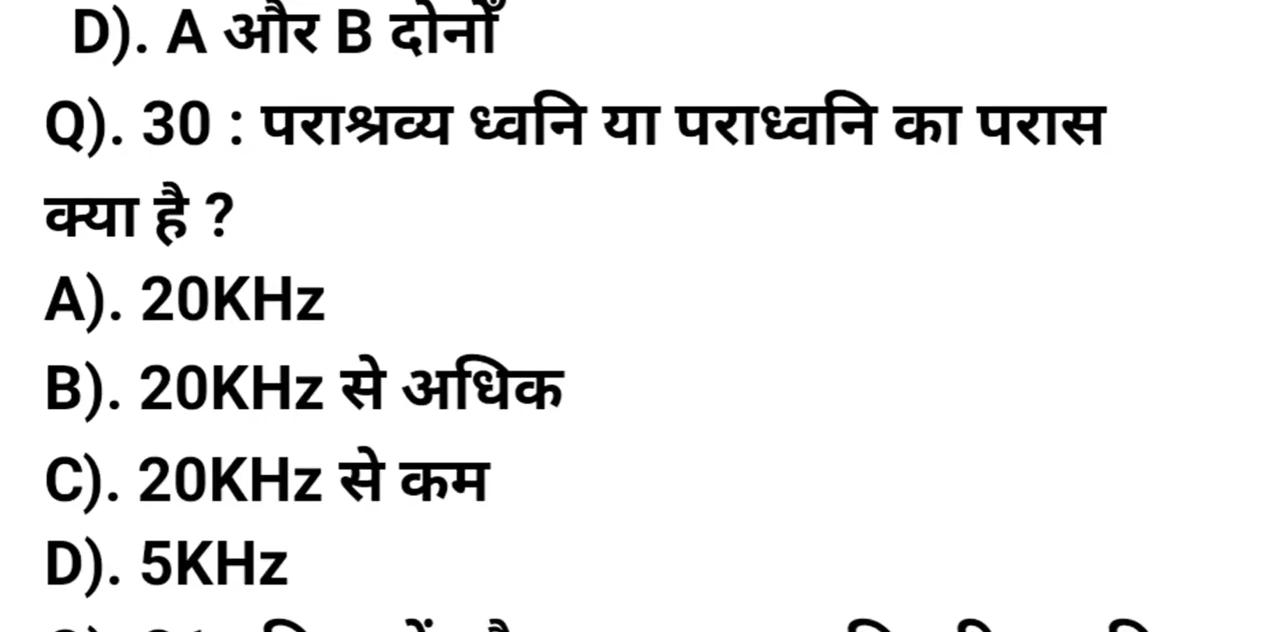 D). A और B दोनों
Q). 30 : पराश्रव्य ध्वनि या पराध्वनि का परास
क्या है ?
A). 20KHz
B). 20KHz से अधिक
C). 20KHz से कम
D). 5KHz